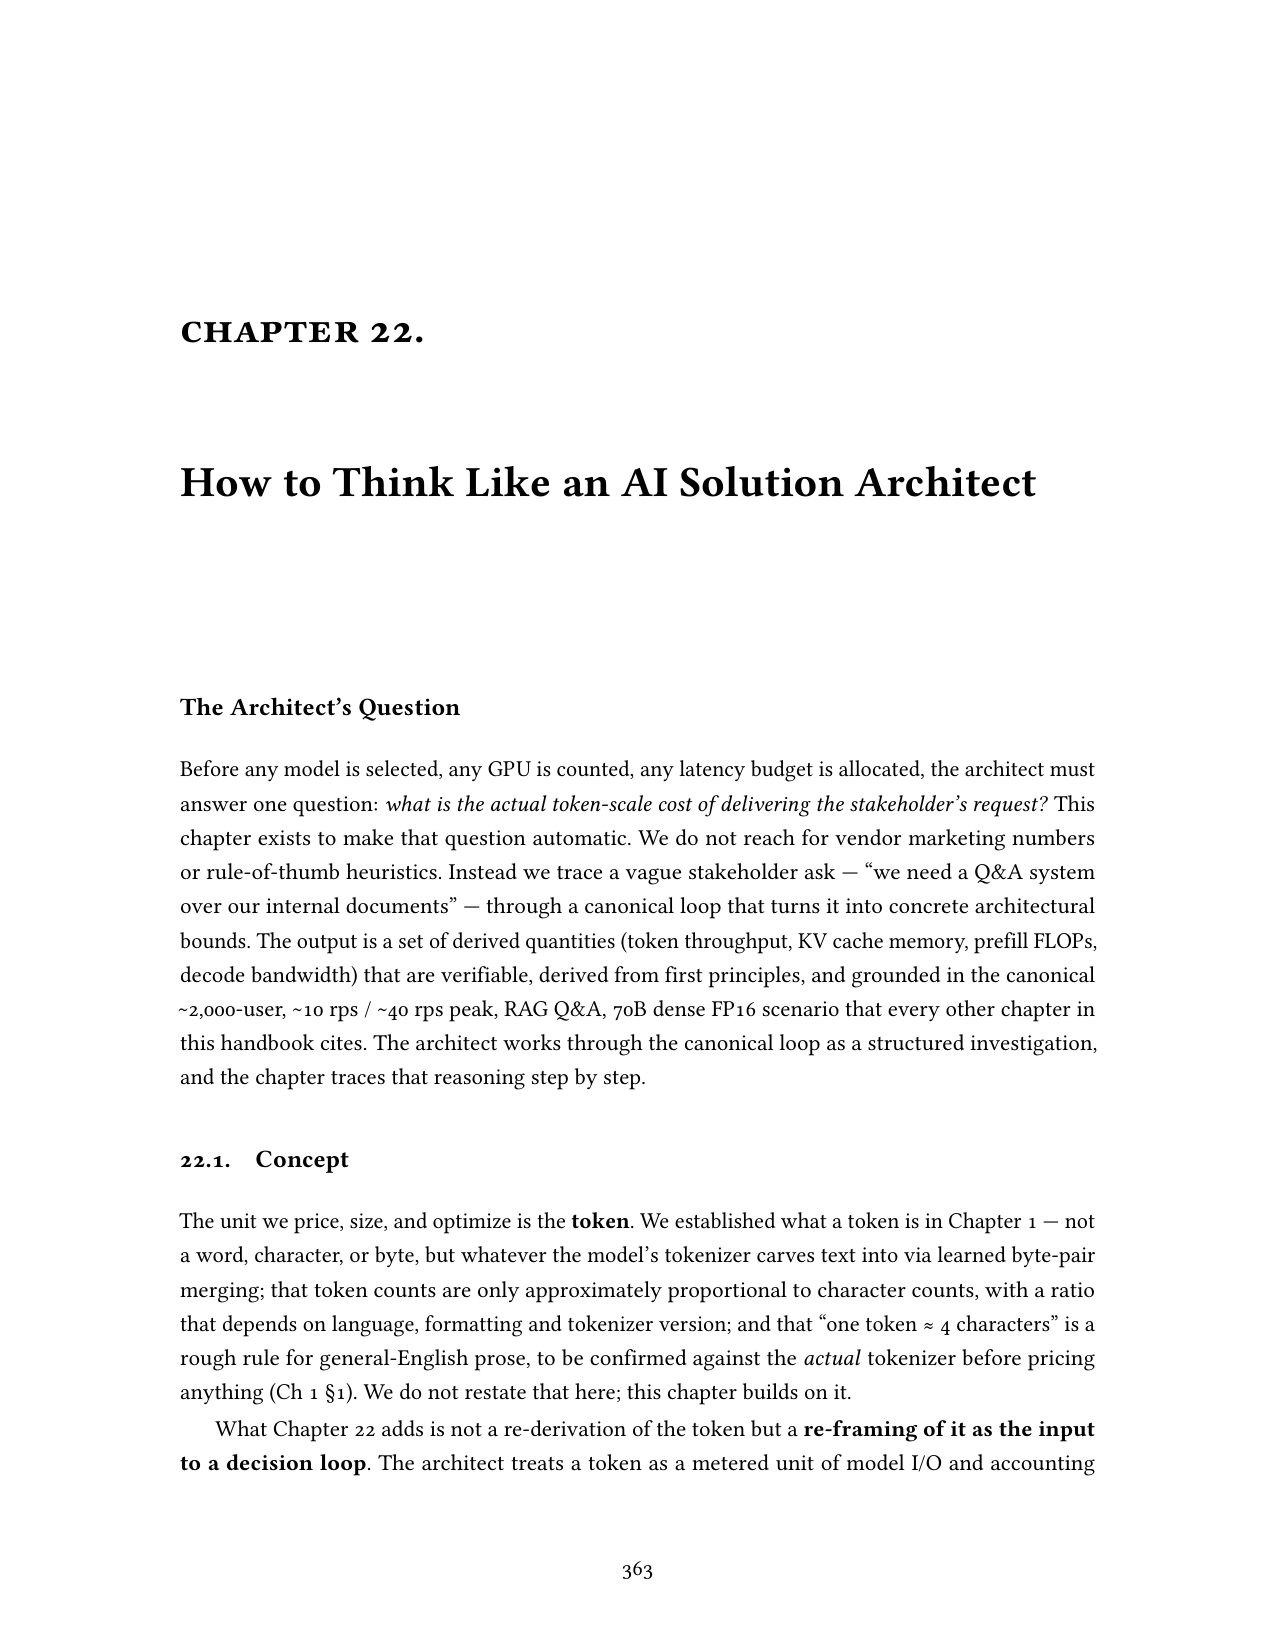 CHAPTER 22.
How to Think Like an AI Solution Architect
The Architect’s Question
Before any model is selected, any GPU is counted, any latency budget is allocated, the architect must
answer one question: what is the actual token-scale cost of delivering the stakeholder’s request? This
chapter exists to make that question automatic. We do not reach for vendor marketing numbers
or rule-of-thumb heuristics. Instead we trace a vague stakeholder ask — “we need a Q&A system
over our internal documents” — through a canonical loop that turns it into concrete architectural
bounds. The output is a set of derived quantities (token throughput, KV cache memory, prefill FLOPs,
decode bandwidth) that are verifiable, derived from first principles, and grounded in the canonical
~2,000-user, ~10 rps / ~40 rps peak, RAG Q&A, 70B dense FP16 scenario that every other chapter in
this handbook cites. The architect works through the canonical loop as a structured investigation,
and the chapter traces that reasoning step by step.
22.1. Concept
The unit we price, size, and optimize is the token. We established what a token is in Chapter 1 — not
a word, character, or byte, but whatever the model’s tokenizer carves text into via learned byte-pair
merging; that token counts are only approximately proportional to character counts, with a ratio
that depends on language, formatting and tokenizer version; and that “one token ≈ 4 characters” is a
rough rule for general-English prose, to be confirmed against the actual tokenizer before pricing
anything (Ch 1 §1). We do not restate that here; this chapter builds on it.
What Chapter 22 adds is not a re-derivation of the token but a re-framing of it as the input
to a decision loop. The architect treats a token as a metered unit of model I/O and accounting
363